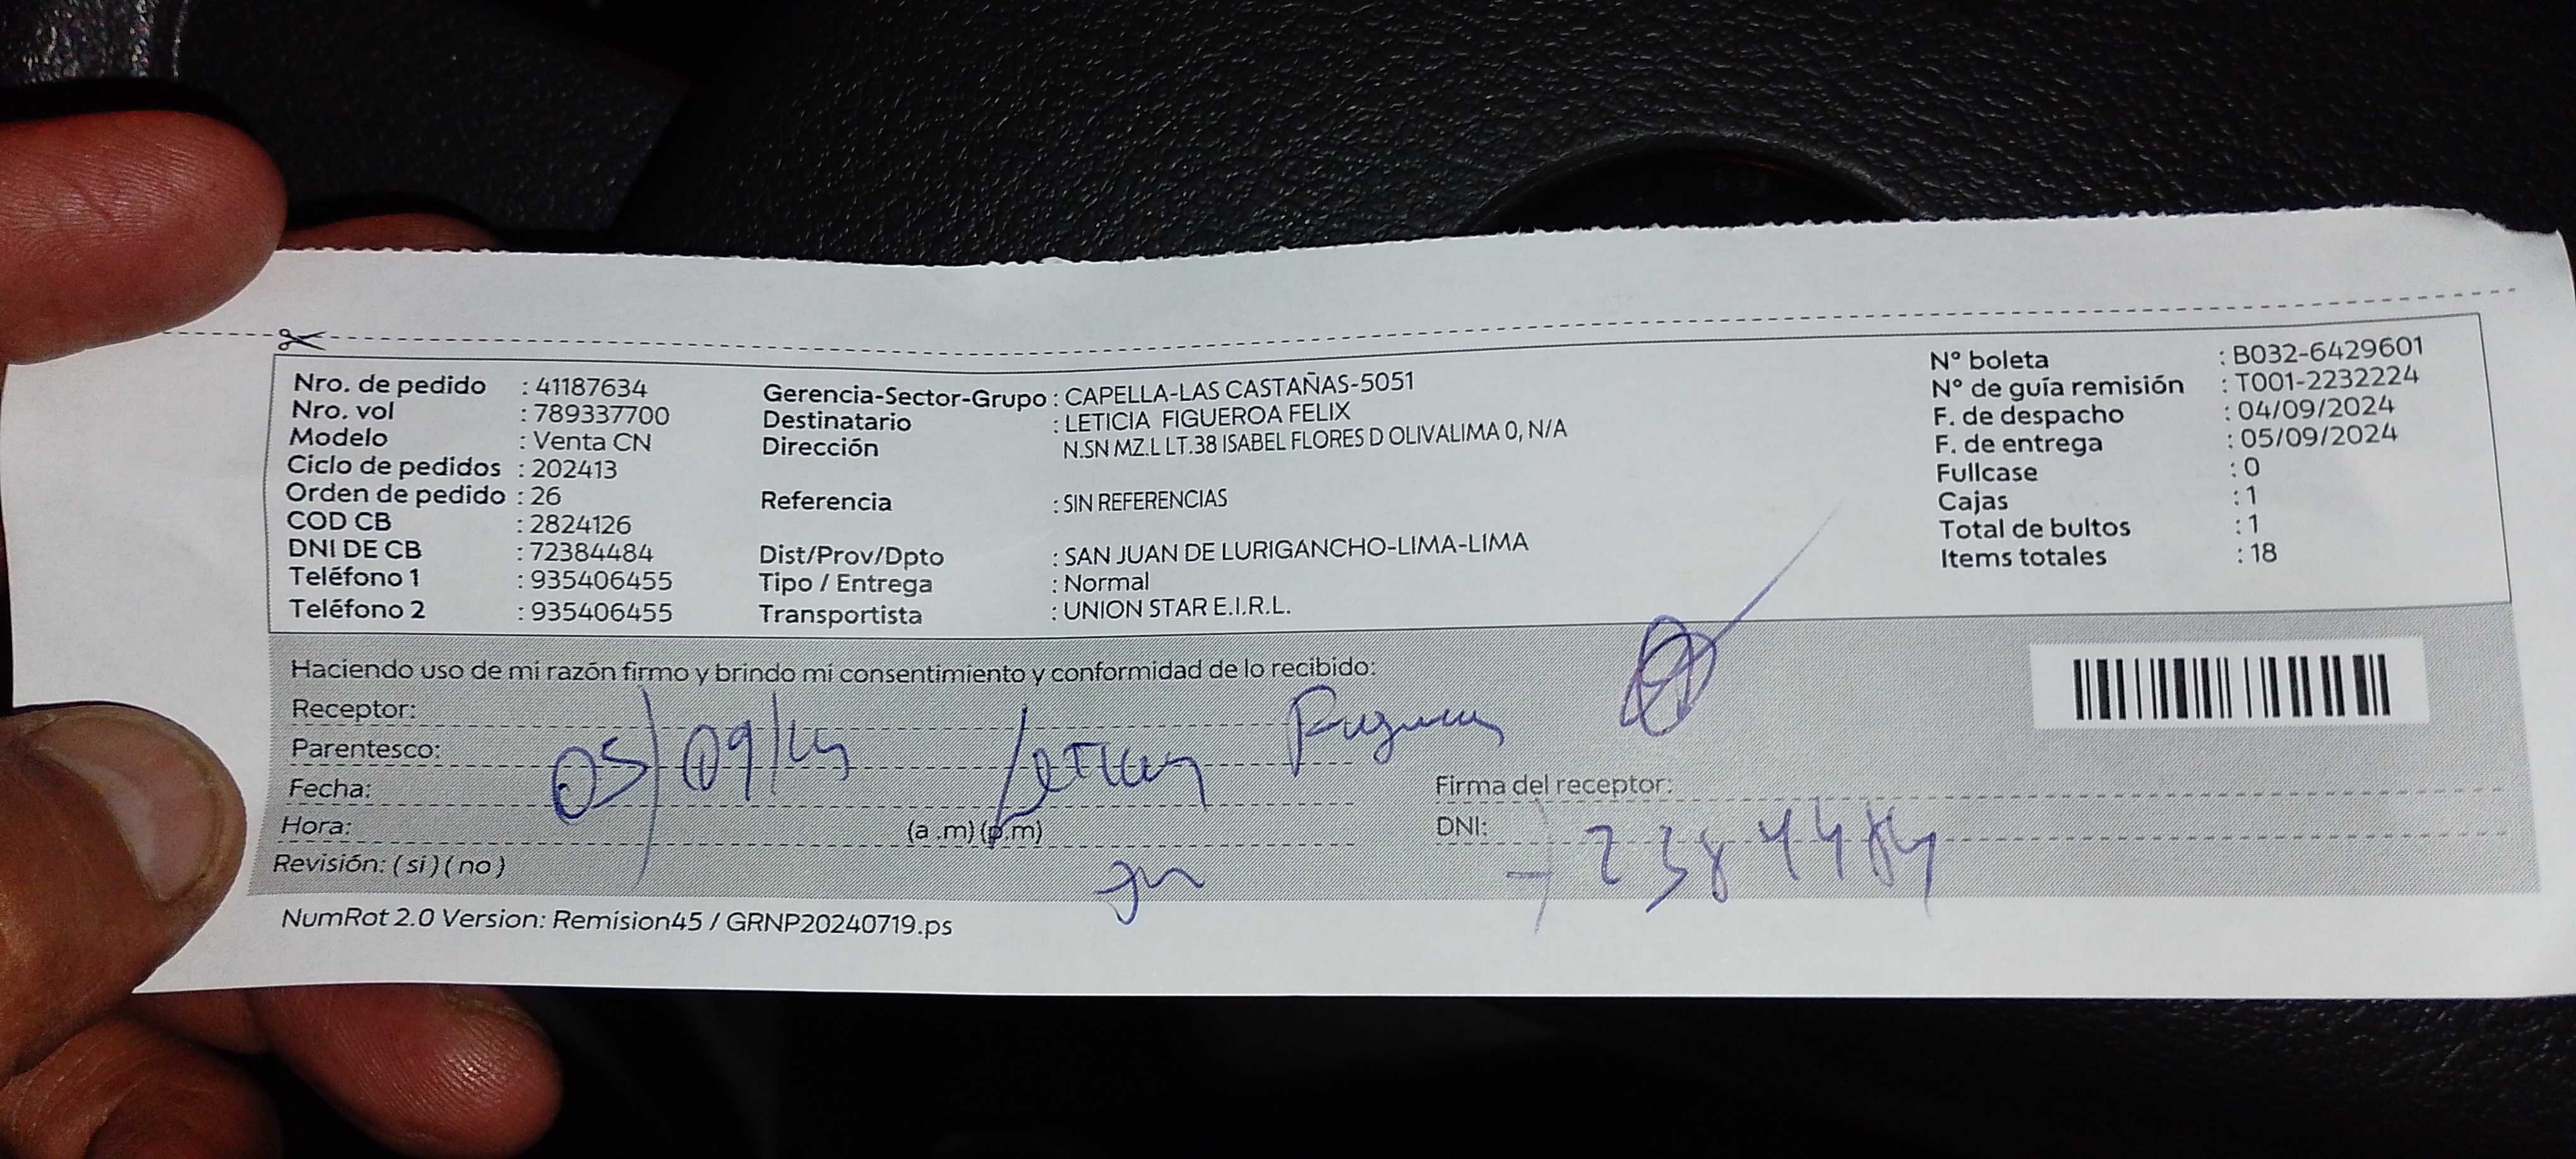 Nro. de pedido : 41187634
Nro. vol : 789337700
Modelo : Venta CN
Ciclo de pedidos : 202413
Orden de pedido : 26
COD CB : 2824126
DNI DE CB : 72384484
Teléfono 1 : 935406455
Teléfono 2 : 935406455
Gerencia-Sector-Grupo : CAPELLA-LAS CASTAÑAS-5051
Destinatario : LETICIA FIGUEROA FELIX
Dirección N.SN MZ.L LT.38 ISABEL FLORES D OLIVALIMA 0, N/A
Referencia : SIN REFERENCIAS
Dist/Prov/Dpto : SAN JUAN DE LURIGANCHO-LIMA-LIMA
Tipo / Entrega : Normal
Transportista : UNION STAR E.I.R.L.
N° boleta : B032-6429601
N° de guía remisión : T001-2232224
F. de despacho : 04/09/2024
F. de entrega : 05/09/2024
Fullcase : 0
Cajas : 1
Total de bultos : 1
Items totales : 18
Haciendo uso de mi razón firmo y brindo mi consentimiento y conformidad de lo recibido:
Receptor:
Parentesco:
Fecha: 05/09/
Hora: (a .m) (p.m)
Revisión: ( si ) ( no )
Firma del receptor:
DNI: 72384484
NumRot 2.0 Version: Remision45 / GRNP20240719.ps